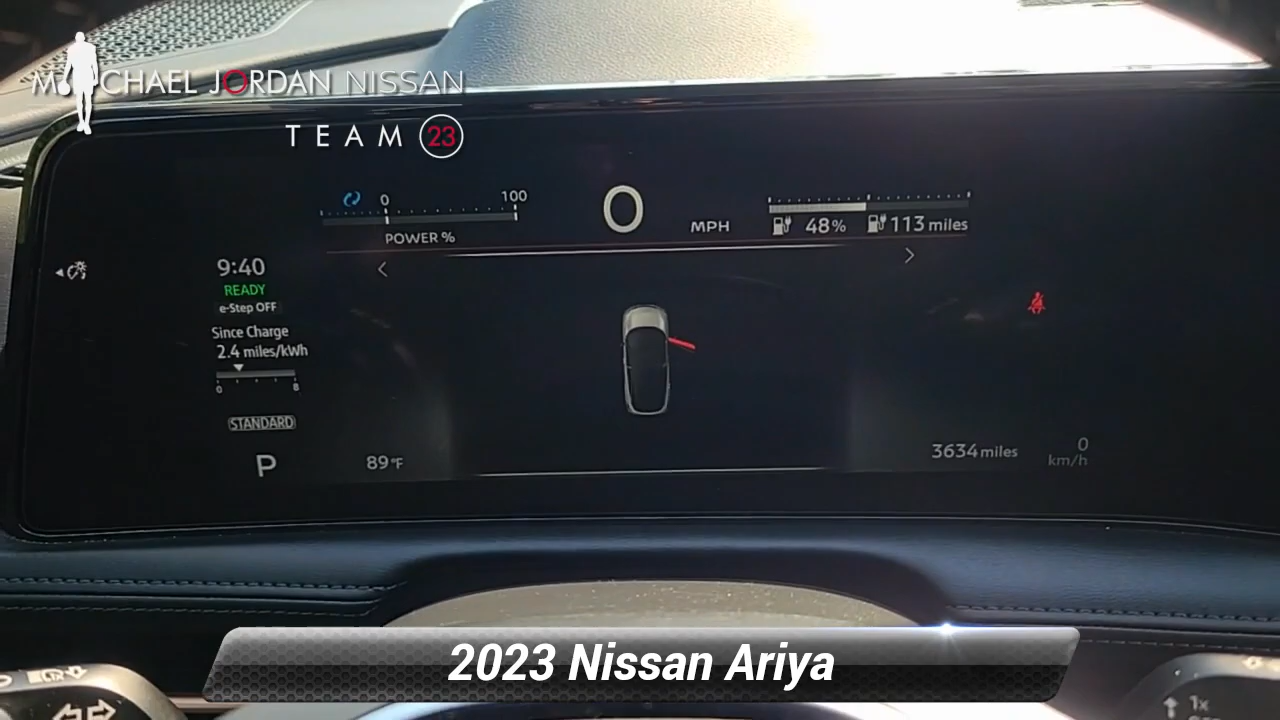 MICHAEL JORDAN NISSAN
TEAM 23
0 100
POWER %
0 MPH
48% 113 miles
9:40
READY
e-Step OFF
Since Charge
2.4 miles/kWh
0 8
STANDARD
P 89°F
3634 miles
0 km/h
2023 Nissan Ariya
1x